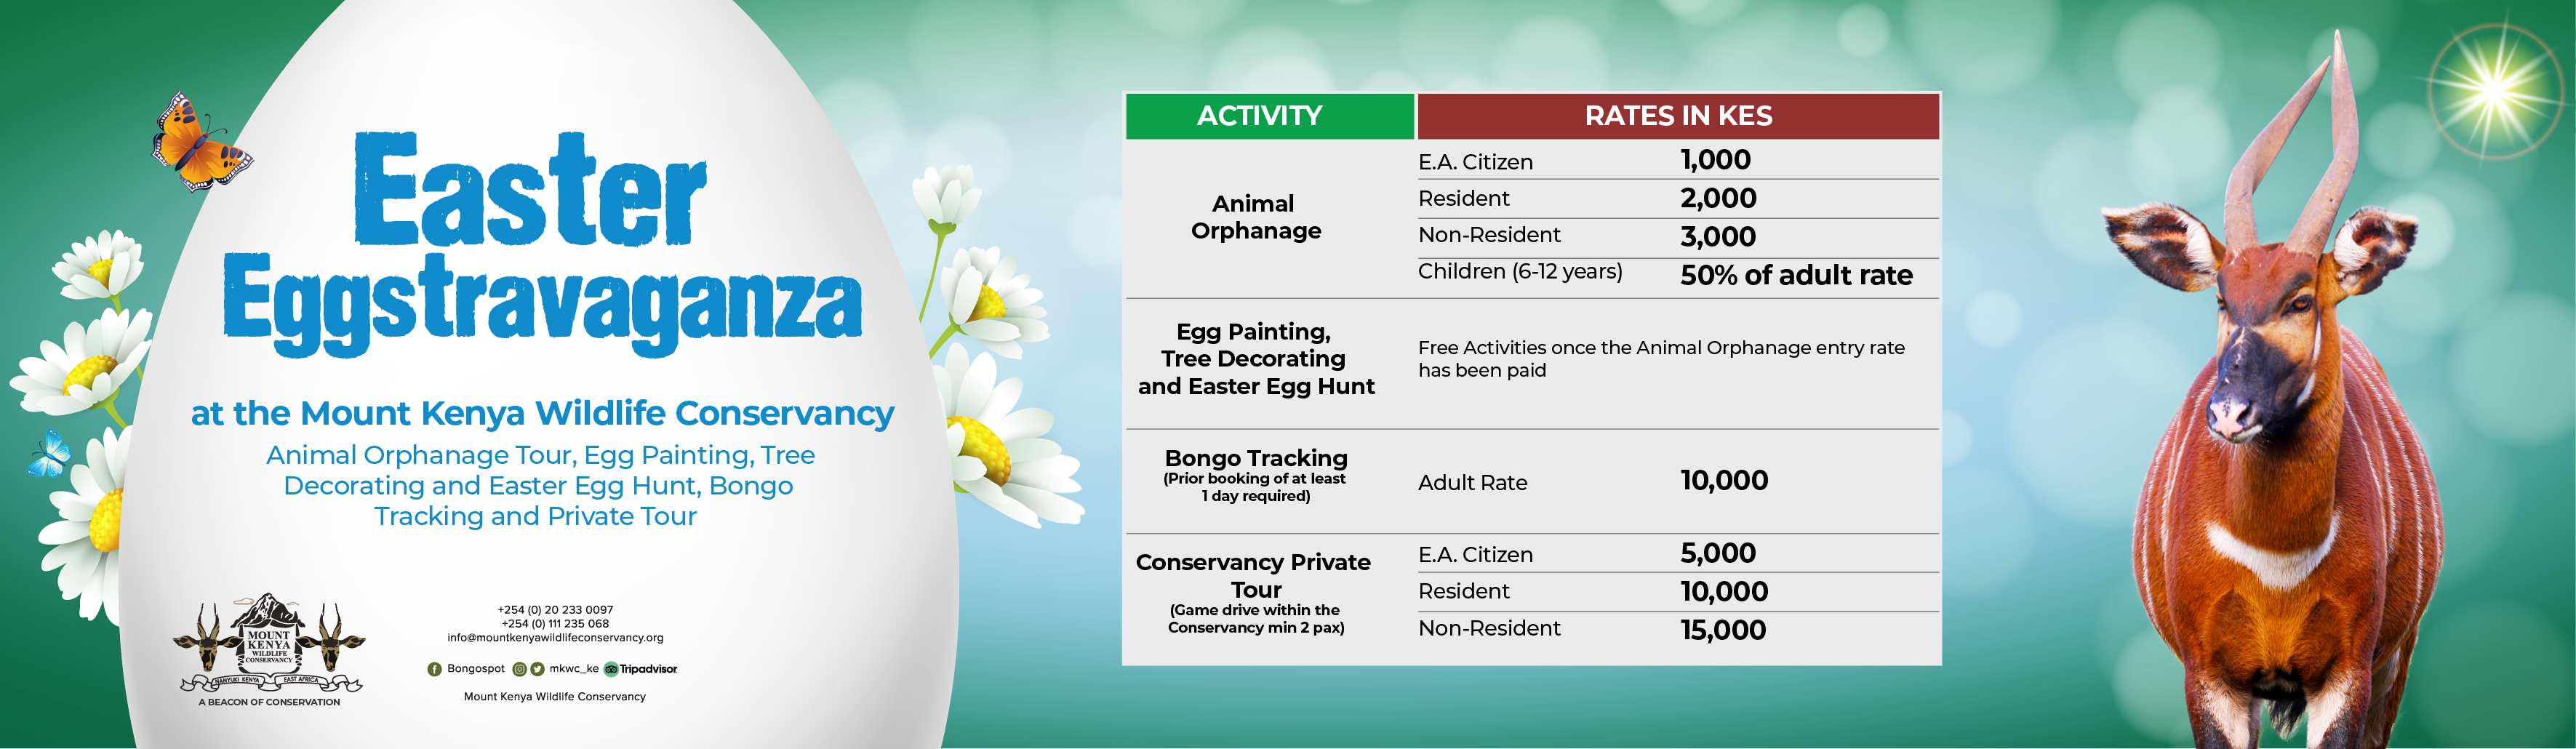 Easter
Eggstravaganza
at the Mount Kenya Wildlife Conservancy
Animal Orphanage Tour, Egg Painting, Tree
Decorating and Easter Egg Hunt, Bongo
Tracking and Private Tour
MOUNT
KENYA
WILDLIFE
CONSERVANCY
NANYUKI KENYA
EAST AFRICA
A BEACON OF CONSERVATION
+254 (0) 20 233 0097
+254 (0) 111 235 068
info@mountkenyawildlifeconservancy.org
Bongospot mkwc_ke Tripadvisor
Mount Kenya Wildlife Conservancy
ACTIVITY RATES IN KES
Animal
Orphanage
E.A. Citizen 1,000
Resident 2,000
Non-Resident 3,000
Children (6-12 years) 50% of adult rate
Egg Painting,
Tree Decorating
and Easter Egg Hunt
Free Activities once the Animal Orphanage entry rate
has been paid
Bongo Tracking
(Prior booking of at least
1 day required)
Adult Rate 10,000
Conservancy Private
Tour
(Game drive within the
Conservancy min 2 pax)
E.A. Citizen 5,000
Resident 10,000
Non-Resident 15,000